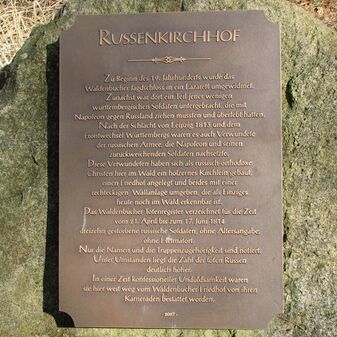 RUSSENKIRCHHOF
Zu Beginn des 19. Jahrhunderts wurde das
Waldenbucher Jagdschloss in ein Lazarett umgewidmet.
Zunächst war dort ein Teil jener wenigen
württembergischen Soldaten untergebracht, die mit
Napoleon gegen Russland ziehen mussten und überlebt hatten.
Nach der Schlacht von Leipzig 1813 und dem
Frontwechsel Württembergs waren es auch Verwundete
der russischen Armee, die Napoleon und seinen
zurückweichenden Soldaten nachsetzte.
Diese Verwundeten haben sich als russisch-orthodoxe
Christen hier im Wald ein hölzernes Kirchlein gebaut,
einen Friedhof angelegt und beides mit einer
rechteckigen Wallanlage umgeben, die als Einziges
heute noch im Wald erkennbar ist.
Das Waldenbucher Totenregister verzeichnet für die Zeit
vom 21. April bis zum 17. Juni 1814
dreizehn gestorbene russische Soldaten, ohne Altersangabe,
ohne Heimatort.
Nur die Namen und die Truppenzugehörigkeit sind notiert.
Unter Umständen liegt die Zahl der toten Russen
deutlich höher.
In einer Zeit konfessioneller Unduldsamkeit waren
sie hier weit weg vom Waldenbucher Friedhof von ihren
Kameraden bestattet worden.
2007